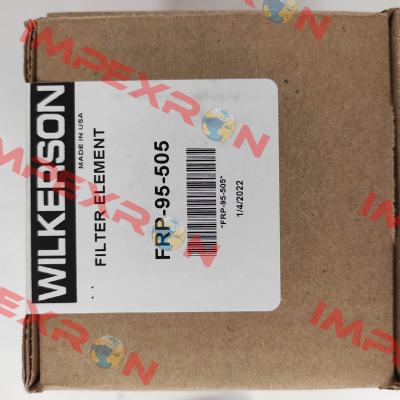 WILKERSON
MADE IN USA
FILTER ELEMENT
FRP-95-505
*FRP-95-505*
1/4/2022
IMPEXRON
IMPEXRON
IMPEXRON
IMPEXRON